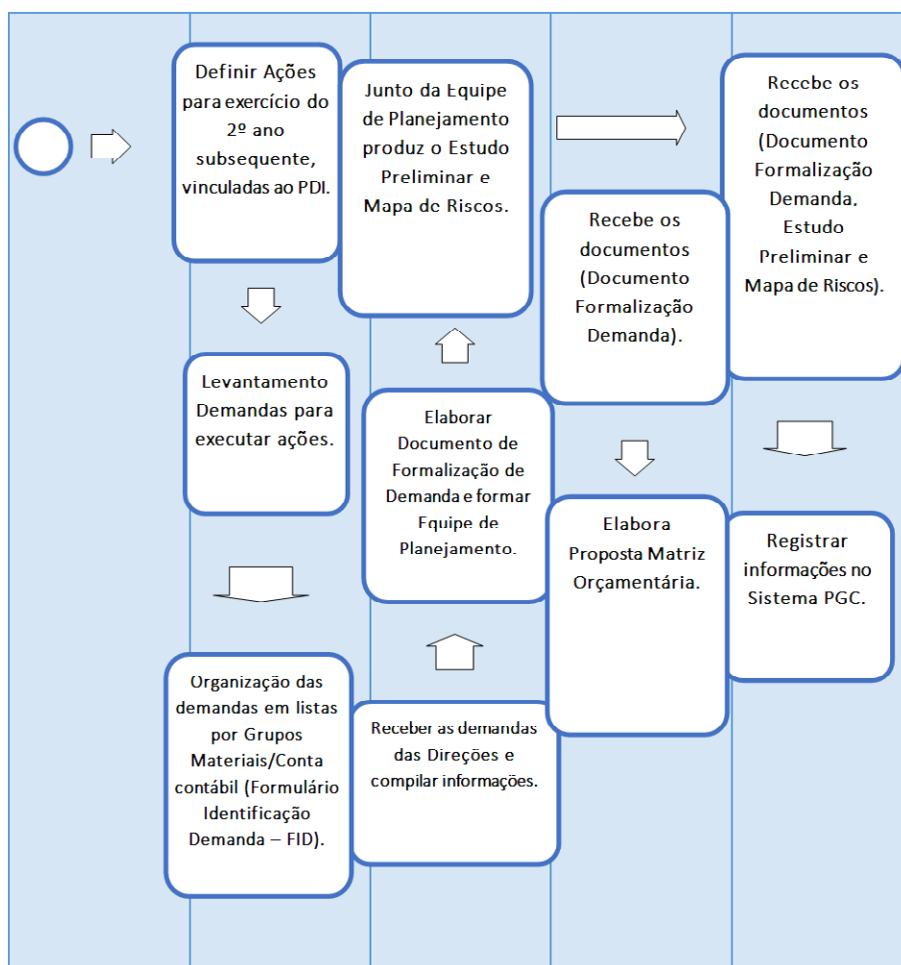 Definir Ações
para exercício do
2º ano
subsequente,
vinculadas ao PDI.
Levantamento
Demandas para
executar ações.
Organização das
demandas em listas
por Grupos
Materiais/Conta
contábil (Formulário
Identificação
Demanda – FID).
Receber as demandas
das Direções e
compilar informações.
Elaborar
Documento de
Formalização de
Demanda e formar
Equipe de
Planejamento.
Junto da Equipe
de Planejamento
produz o Estudo
Preliminar e
Mapa de Riscos.
Recebe os
documentos
(Documento
Formalização
Demanda).
Elabora
Proposta Matriz
Orçamentária.
Recebe os
documentos
(Documento
Formalização
Demanda,
Estudo
Preliminar e
Mapa de Riscos).
Registrar
informações no
Sistema PGC.